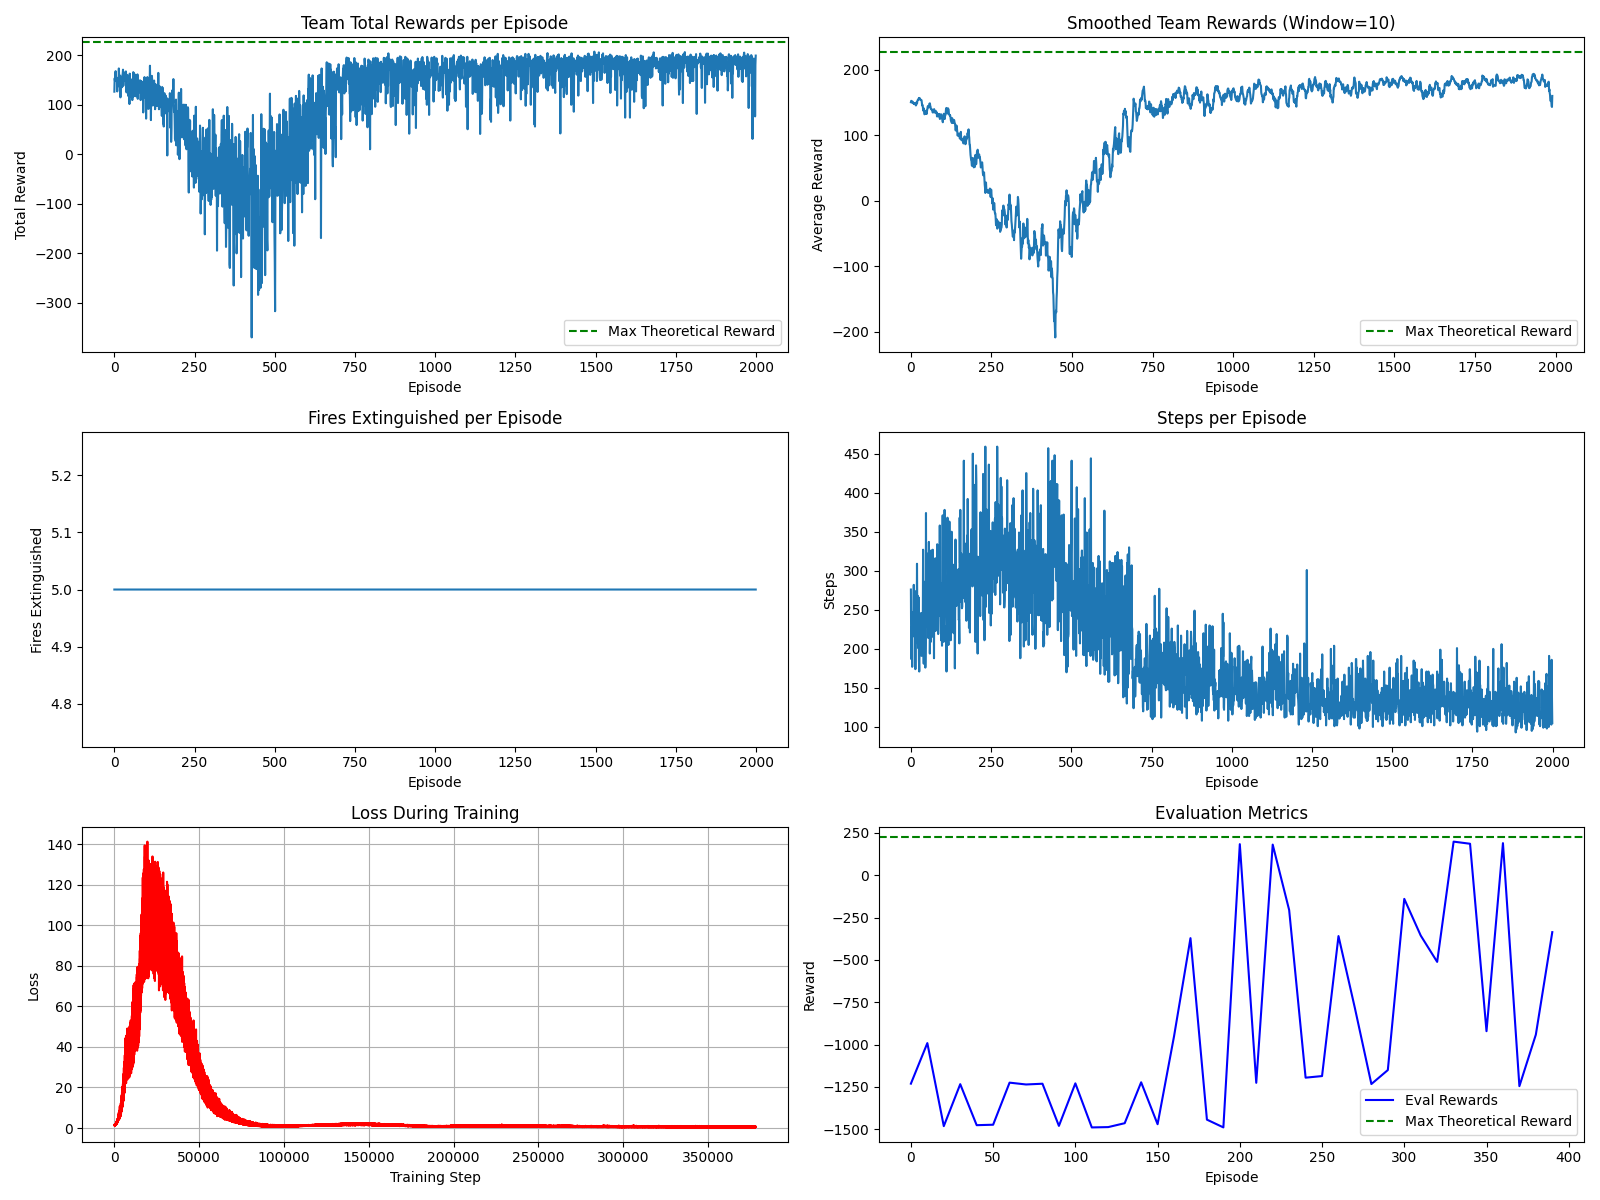 Team Total Rewards per Episode
200
100
0
−100
−200
−300
Total Reward
Max Theoretical Reward
0 250 500 750 1000 1250 1500 1750 2000
Episode
Smoothed Team Rewards (Window=10)
200
100
0
−100
−200
Average Reward
Max Theoretical Reward
0 250 500 750 1000 1250 1500 1750 2000
Episode
Fires Extinguished per Episode
5.2
5.1
5.0
4.9
4.8
Fires Extinguished
0 250 500 750 1000 1250 1500 1750 2000
Episode
Steps per Episode
450
400
350
300
250
200
150
100
Steps
0 250 500 750 1000 1250 1500 1750 2000
Episode
Loss During Training
140
120
100
80
60
40
20
0
Loss
0 50000 100000 150000 200000 250000 300000 350000
Training Step
Evaluation Metrics
250
0
−250
−500
−750
−1000
−1250
−1500
Reward
Eval Rewards
Max Theoretical Reward
0 50 100 150 200 250 300 350 400
Episode